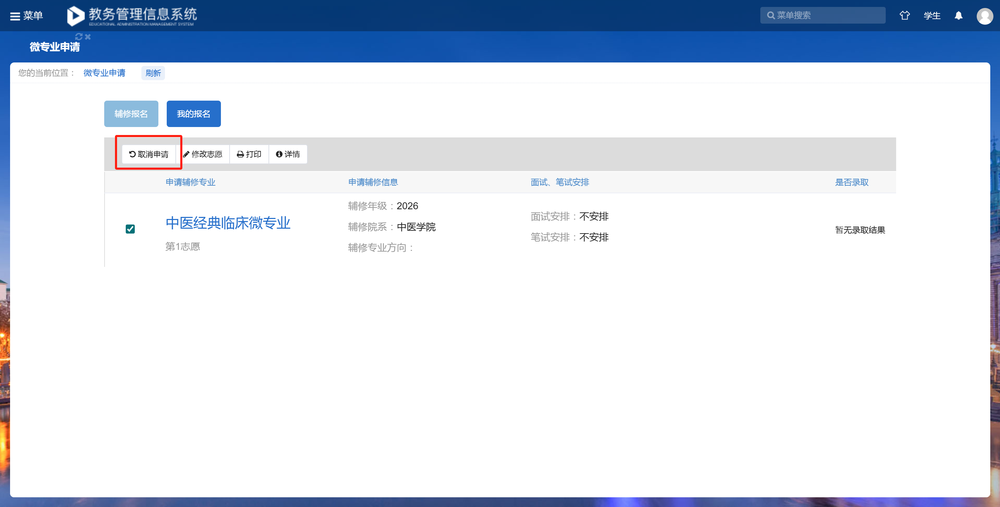 菜单
教务管理信息系统
EDUCATIONAL ADMINISTRATION MANAGEMENT SYSTEM
菜单搜索
学生
微专业申请
您的当前位置： 微专业申请 刷新
辅修报名 我的报名
取消申请 修改志愿 打印 详情
申请辅修专业 申请辅修信息 面试、笔试安排 是否录取
中医经典临床微专业
第1志愿
辅修年级：2026
辅修院系：中医学院
辅修专业方向：
面试安排：不安排
笔试安排：不安排
暂无录取结果